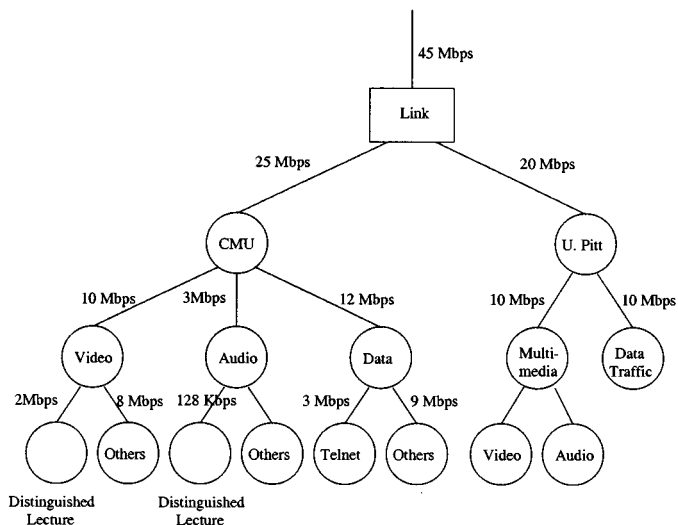 45 Mbps
Link
25 Mbps
20 Mbps
CMU
U. Pitt
10 Mbps
3Mbps
12 Mbps
10 Mbps
10 Mbps
Video
Audio
Data
Multi-
media
Data
Traffic
2Mbps
8 Mbps
128 Kbps
3 Mbps
9 Mbps
Others
Others
Telnet
Others
Video
Audio
Distinguished
Lecture
Distinguished
Lecture